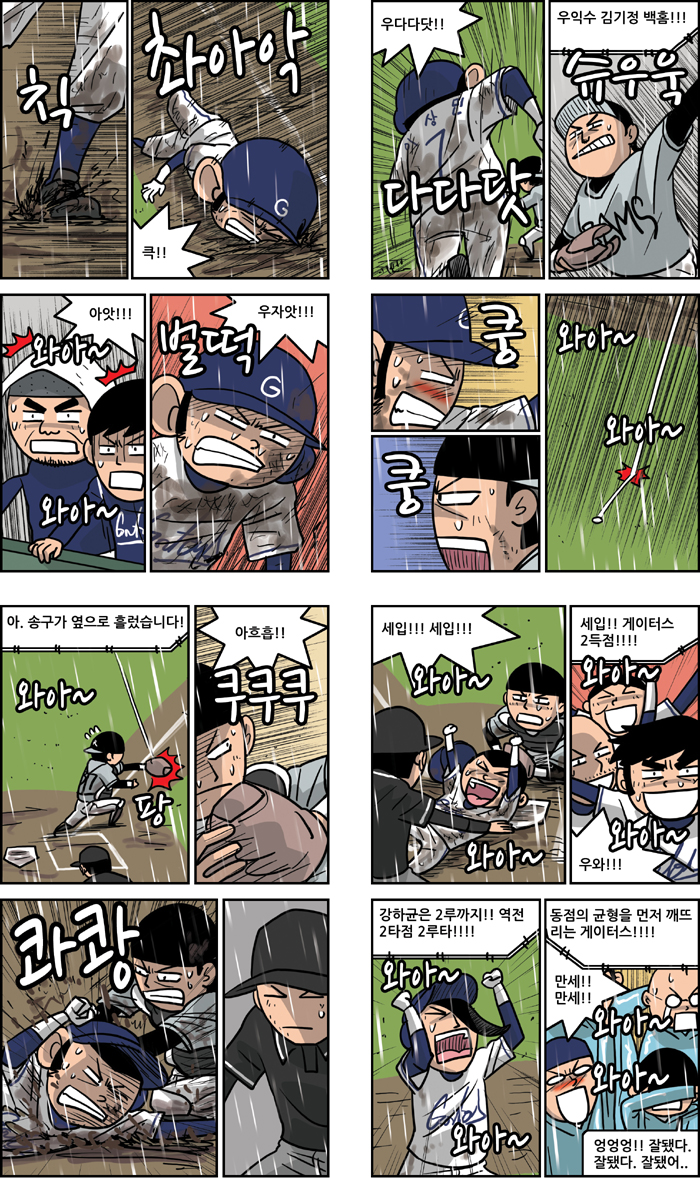 칙
촤아악
G
큭!!
아앗!!!
와아~
와아~
우자앗!!!
벌떡
G
우다다닷!!
7
다다닷
우익수 김기정 백홈!!!
슈우욱
쿵
쿵
와아~
와아~
아. 송구가 옆으로 흘렀습니다!
와아~
팡
아흐흡!!
쿠쿠쿠
콰쾅
세입!!! 세입!!!
와아~
와아~
세입!! 게이터스
2득점!!!!
와아~
와아~
우와!!!
강하균은 2루까지!! 역전
2타점 2루타!!!!
와아~
와아~
동점의 균형을 먼저 깨뜨
리는 게이터스!!!!
만세!!
만세!!
와아~
와아~
엉엉엉!! 잘됐다.
잘됐다. 잘됐어..